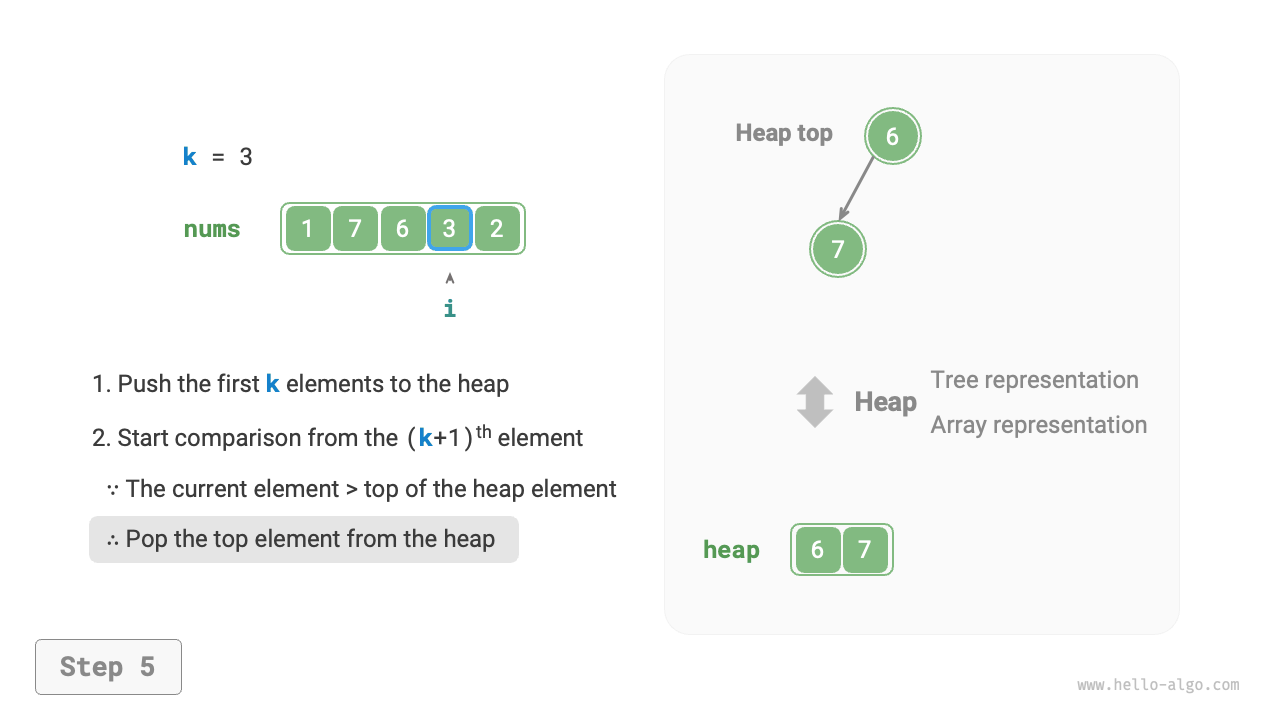 k = 3
nums 1 7 6 3 2
i
1. Push the first k elements to the heap
2. Start comparison from the (k+1)th element
∵ The current element > top of the heap element
∴ Pop the top element from the heap
Step 5
Heap top 6
7
Heap
Tree representation
Array representation
heap 6 7
www.hello-algo.com